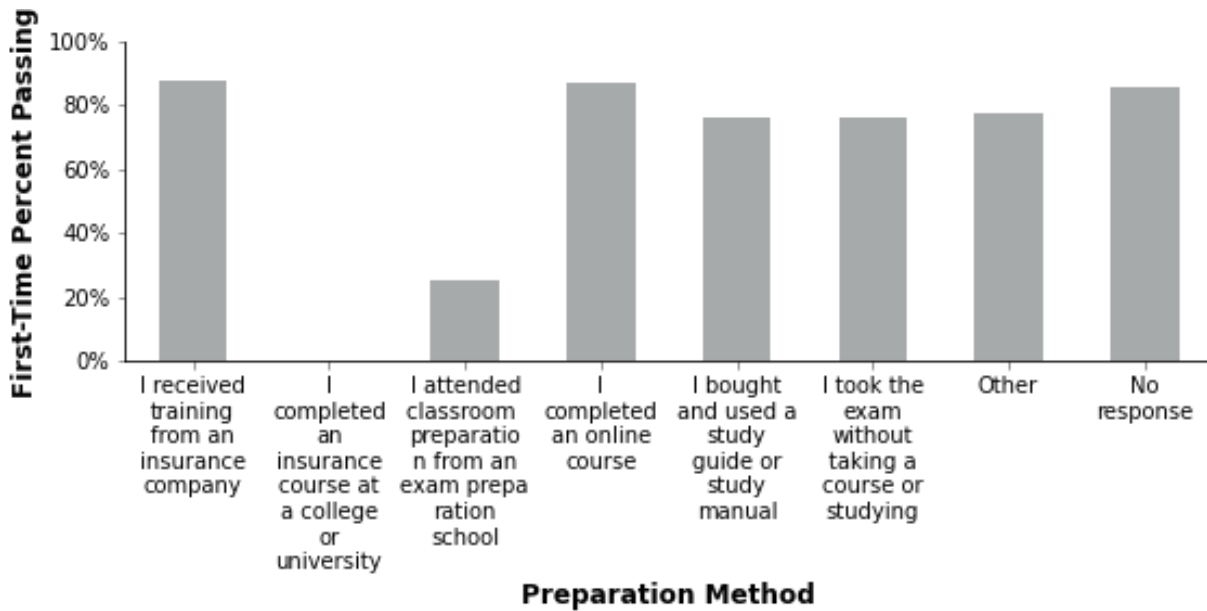 First-Time Percent Passing
100%
80%
60%
40%
20%
0%
I received
training
from an
insurance
company
I
completed
an
insurance
course at
a college
or
university
I attended
classroom
preparatio
n from an
exam prepa
ration
school
I
completed
an online
course
I bought
and used a
study
guide or
study
manual
I took the
exam
without
taking a
course or
studying
Other
No
response
Preparation Method